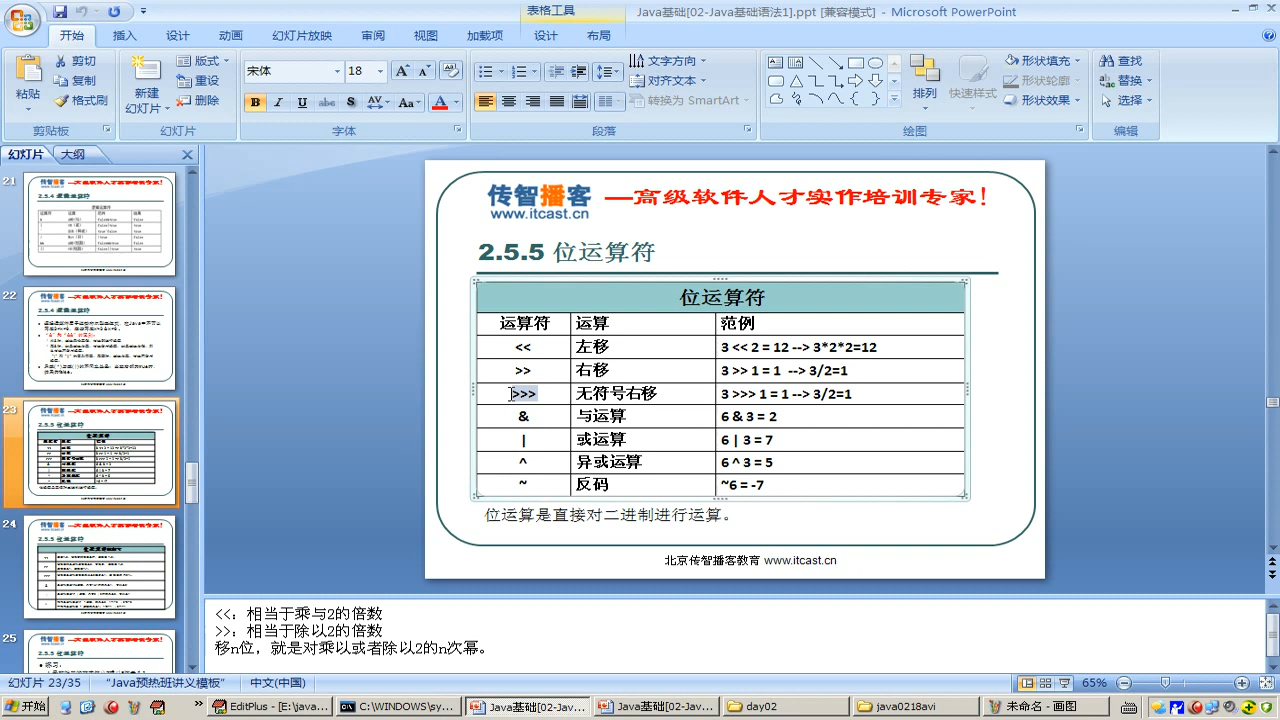 表格工具
Java基础[02-Java基础语法1].ppt [兼容模式] - Microsoft PowerPoint
开始 插入 设计 动画 幻灯片放映 审阅 视图 加载项 设计 布局
粘贴 剪切 复制 格式刷
新建 幻灯片 版式 重设 删除
宋体 18
文字方向 对齐文本 转换为 SmartArt
排列 快速样式 形状填充 形状轮廓 形状效果
查找 替换 选择
剪贴板 幻灯片 字体 段落 绘图 编辑
幻灯片 大纲
21
22
23
24
25
传智播客
www.itcast.cn
—高级软件人才实作培训专家!
2.5.5 位运算符
位运算符
运算符 运算 范例
<< 左移 3 << 2 = 12 --> 3*2*2=12
>> 右移 3 >> 1 = 1 --> 3/2=1
>>> 无符号右移 3 >>> 1 = 1 --> 3/2=1
& 与运算 6 & 3 = 2
| 或运算 6 | 3 = 7
^ 异或运算 6 ^ 3 = 5
~ 反码 ~6 = -7
位运算是直接对二进制进行运算。
北京传智播客教育 www.itcast.cn
<<：相当于乘与2的倍数
>>：相当于除以2的倍数
移n位，就是对乘以或者除以2的n次幂。
幻灯片 23/35 "Java预热班讲义模板" 中文(中国) 65%
开始 EditPlus - [E:\java... C:\WINDOWS\sy... Java基础[02-Jav... Java基础[02-Jav... day02 java0218avi 未命名 - 画图